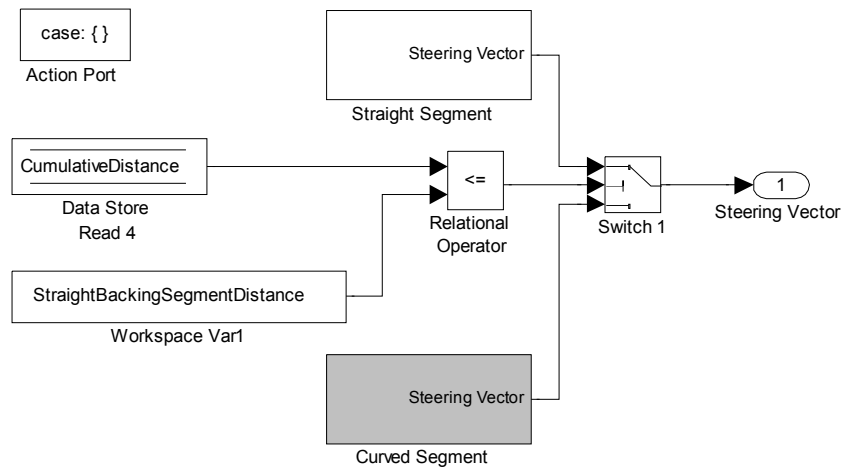 case: { }
Action Port
Steering Vector
Straight Segment
CumulativeDistance
Data Store
Read 4
<=
Relational
Operator
Switch 1
1
Steering Vector
StraightBackingSegmentDistance
Workspace Var1
Steering Vector
Curved Segment